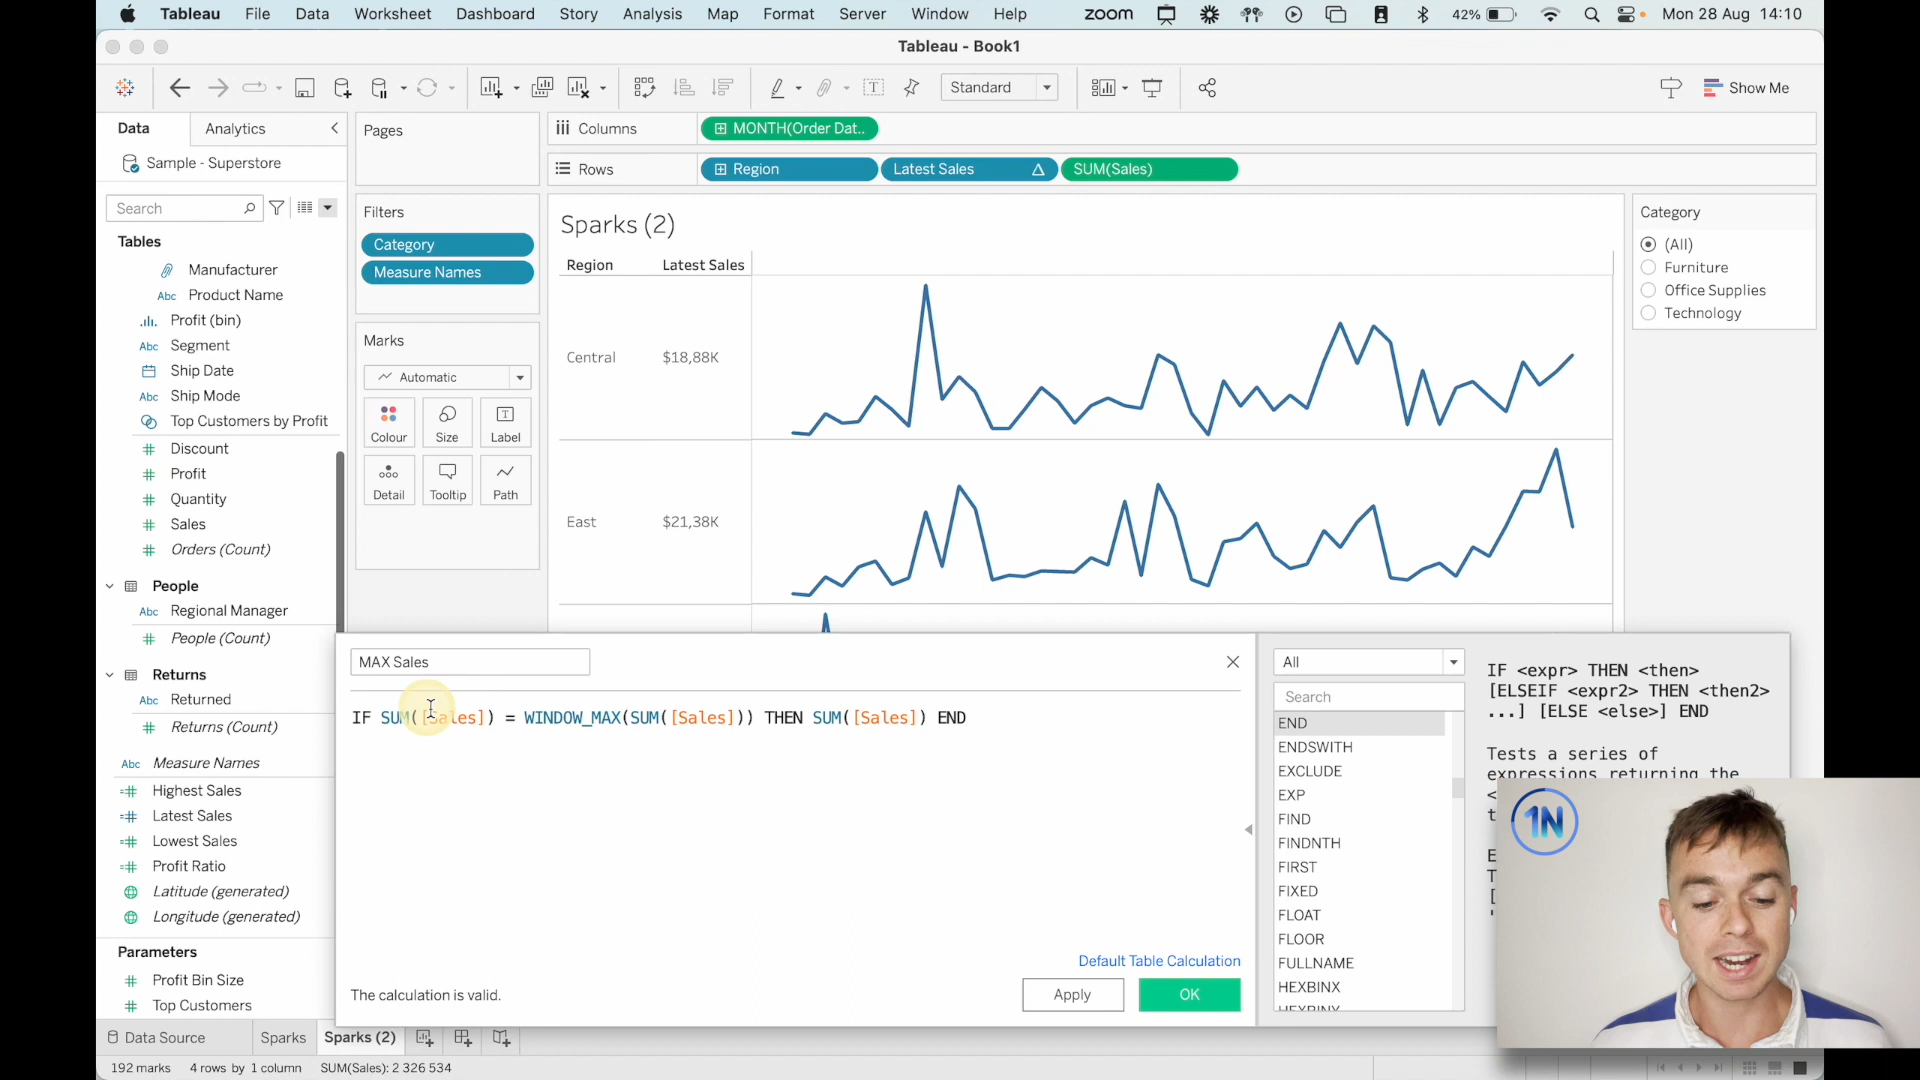 Tableau File Data Worksheet Dashboard Story Analysis Map Format Server Window Help zoom 42% Mon 28 Aug 14:10
Tableau - Book1
Standard
Show Me
Data
Analytics
Sample - Superstore
Search
Tables
Manufacturer
Abc Product Name
Profit (bin)
Abc Segment
Ship Date
Abc Ship Mode
Top Customers by Profit
# Discount
# Profit
# Quantity
# Sales
# Orders (Count)
People
Abc Regional Manager
# People (Count)
Returns
Abc Returned
# Returns (Count)
Abc Measure Names
Highest Sales
Latest Sales
Lowest Sales
Profit Ratio
Latitude (generated)
Longitude (generated)
Parameters
# Profit Bin Size
# Top Customers
Pages
Filters
Category
Measure Names
Marks
Automatic
Colour
Size
Label
Detail
Tooltip
Path
Columns
MONTH(Order Dat..
Rows
Region
Latest Sales
SUM(Sales)
Sparks (2)
Region
Latest Sales
Central
$18,88K
East
$21,38K
Category
(All)
Furniture
Office Supplies
Technology
MAX Sales
IF SUM([Sales]) = WINDOW_MAX(SUM([Sales])) THEN SUM([Sales]) END
Default Table Calculation
The calculation is valid.
Apply
OK
All
Search
END
ENDSWITH
EXCLUDE
EXP
FIND
FINDNTH
FIRST
FIXED
FLOAT
FLOOR
FULLNAME
HEXBINX
IF <expr> THEN <then>
[ELSEIF <expr2> THEN <then2>
...] [ELSE <else>] END
Tests a series of
expressions returning the
1N
Data Source
Sparks
Sparks (2)
192 marks
4 rows by 1 column
SUM(Sales): 2 326 534